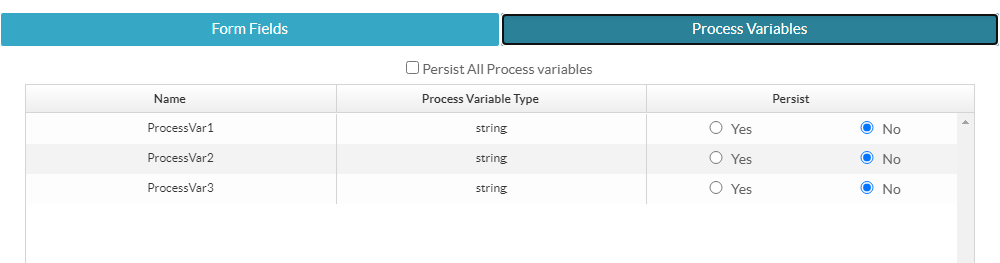 Form Fields Process Variables
Persist All Process variables
Name Process Variable Type Persist
ProcessVar1 string Yes No
ProcessVar2 string Yes No
ProcessVar3 string Yes No